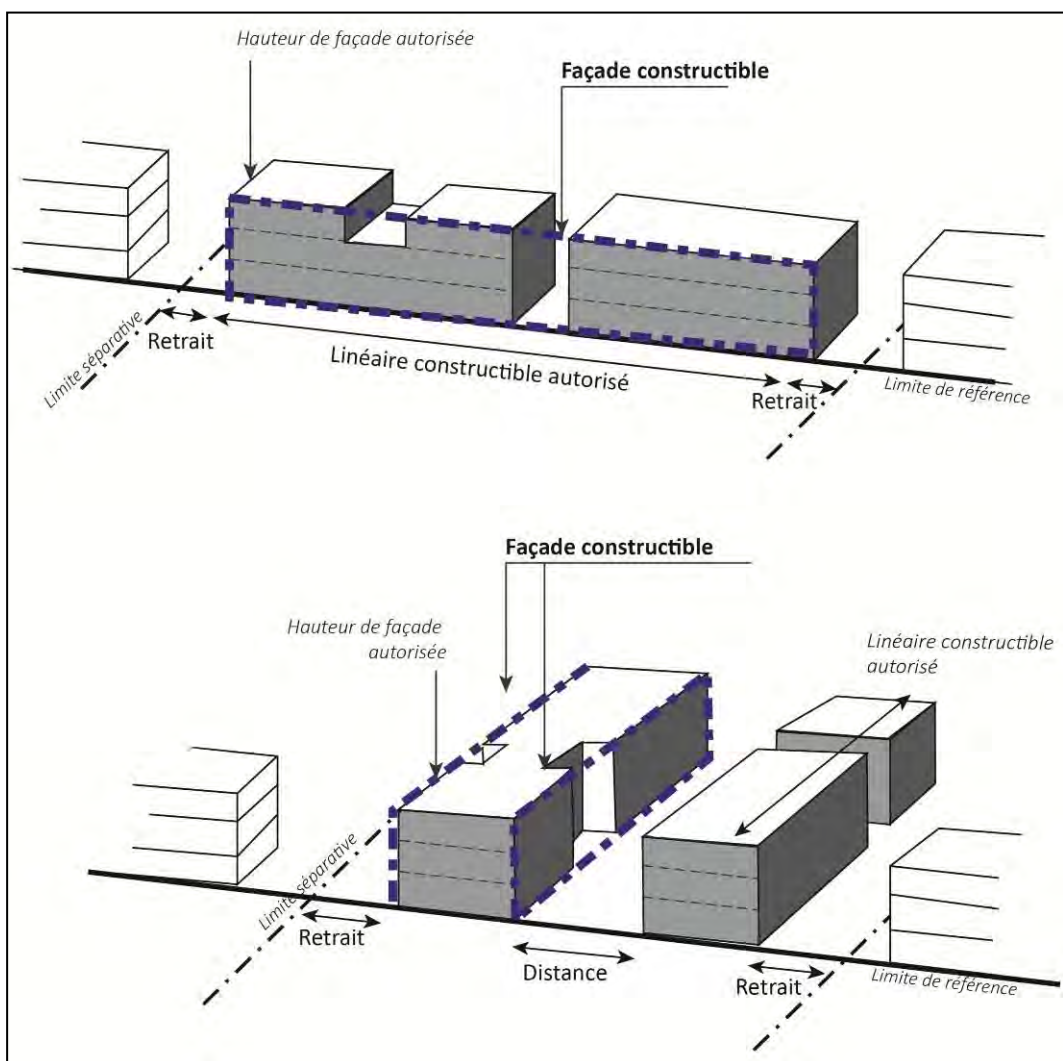 Hauteur de façade autorisée
Façade constructible
Limite séparative
Retrait
Linéaire constructible autorisé
Retrait
Limite de référence
Façade constructible
Hauteur de façade
autorisée
Linéaire constructible
autorisé
Limite séparative
Retrait
Distance
Retrait
Limite de référence